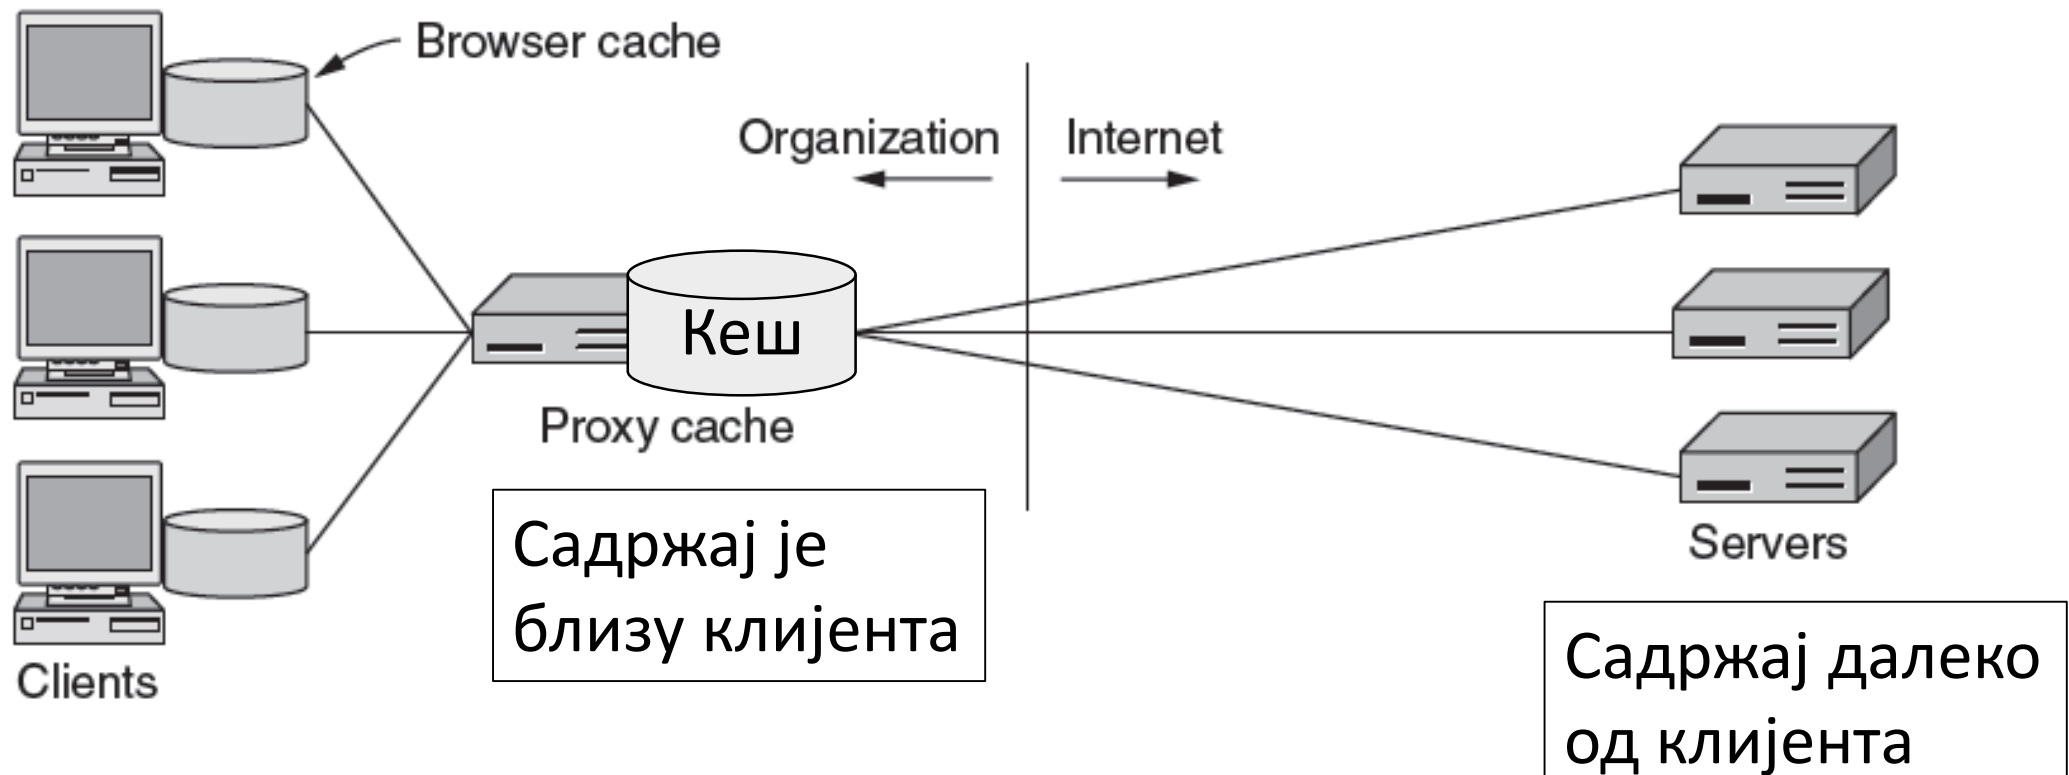 Browser cache
Organization
Internet
Кеш
Proxy cache
Садржај је
близу клијента
Servers
Clients
Садржај далеко
од клијента